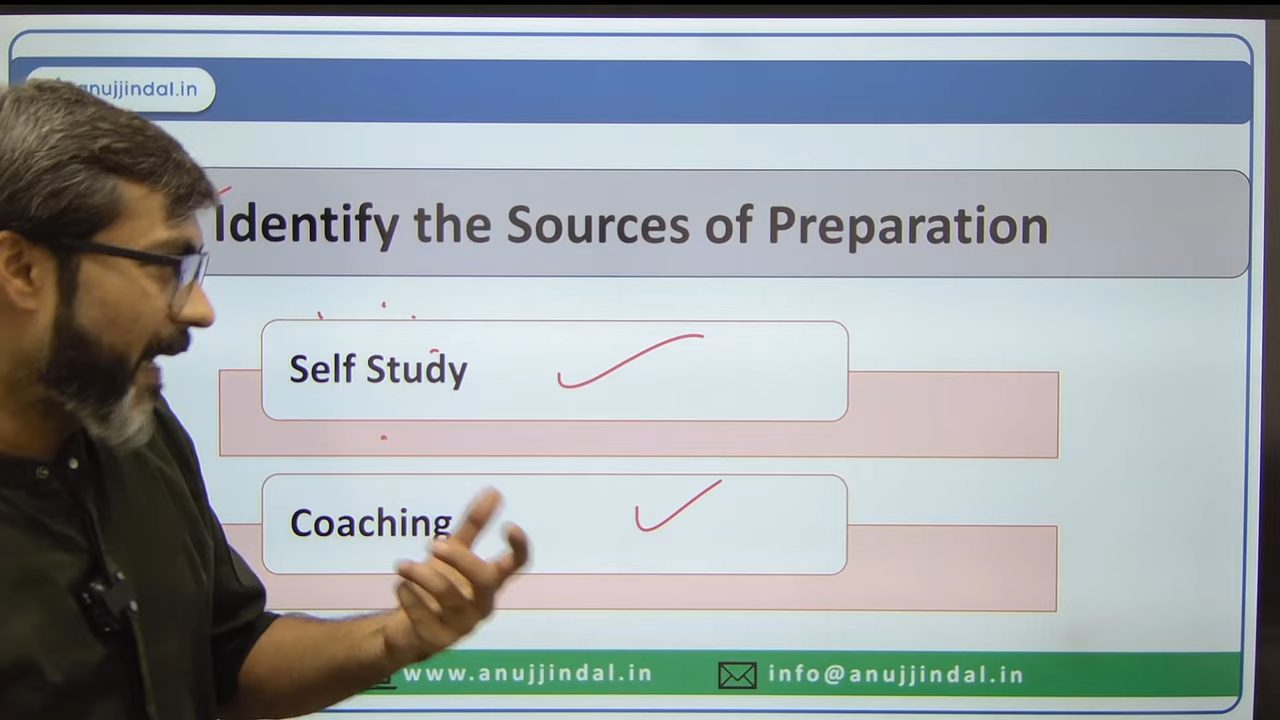 anujjindal.in
Identify the Sources of Preparation
Self Study
Coaching
www.anujjindal.in
info@anujjindal.in